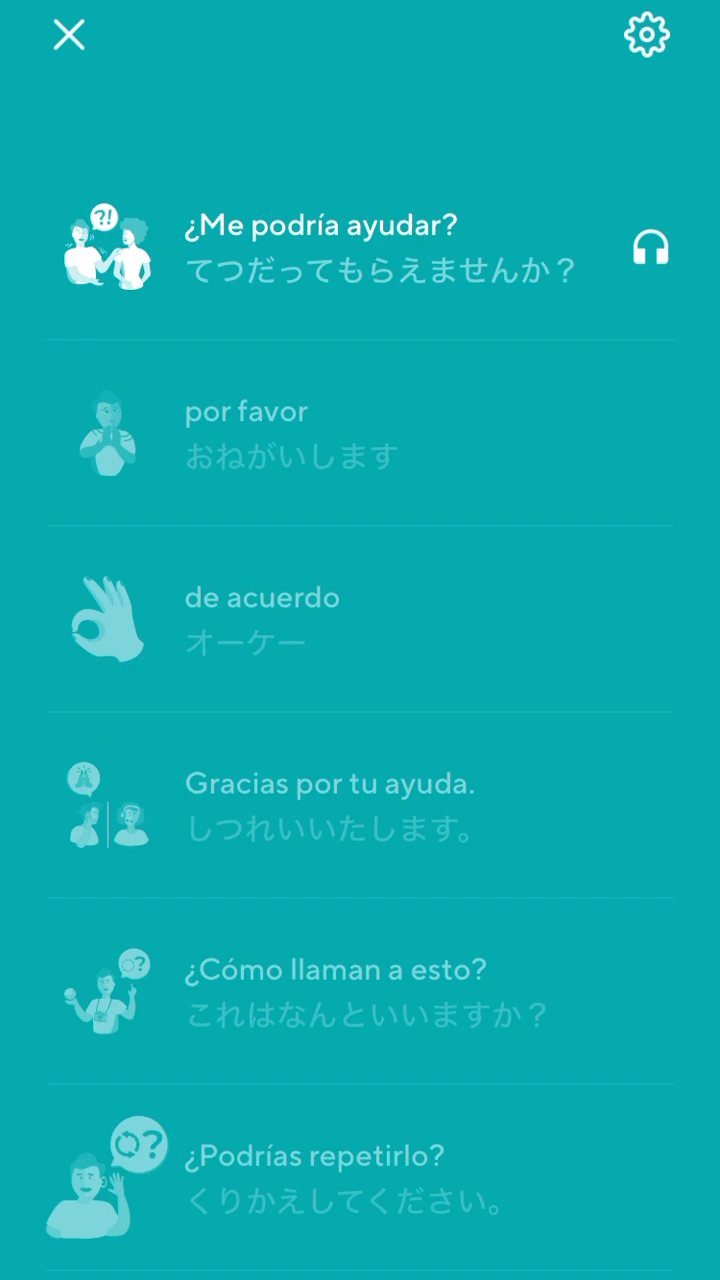 ?!
¿Me podría ayudar?
てつだってもらえませんか？
por favor
おねがいします
de acuerdo
オーケー
Gracias por tu ayuda.
しつれいいたします。
¿Cómo llaman a esto?
?
これはなんといいますか？
?
¿Podrías repetirlo?
くりかえしてください。